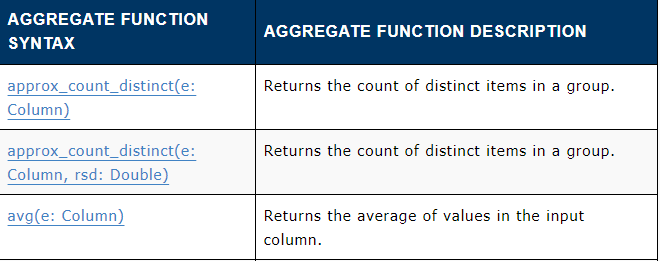 AGGREGATE FUNCTION
SYNTAX
AGGREGATE FUNCTION DESCRIPTION
approx_count_distinct(e:
Column)
Returns the count of distinct items in a group.
approx_count_distinct(e:
Column, rsd: Double)
Returns the count of distinct items in a group.
avg(e: Column)
Returns the average of values in the input
column.